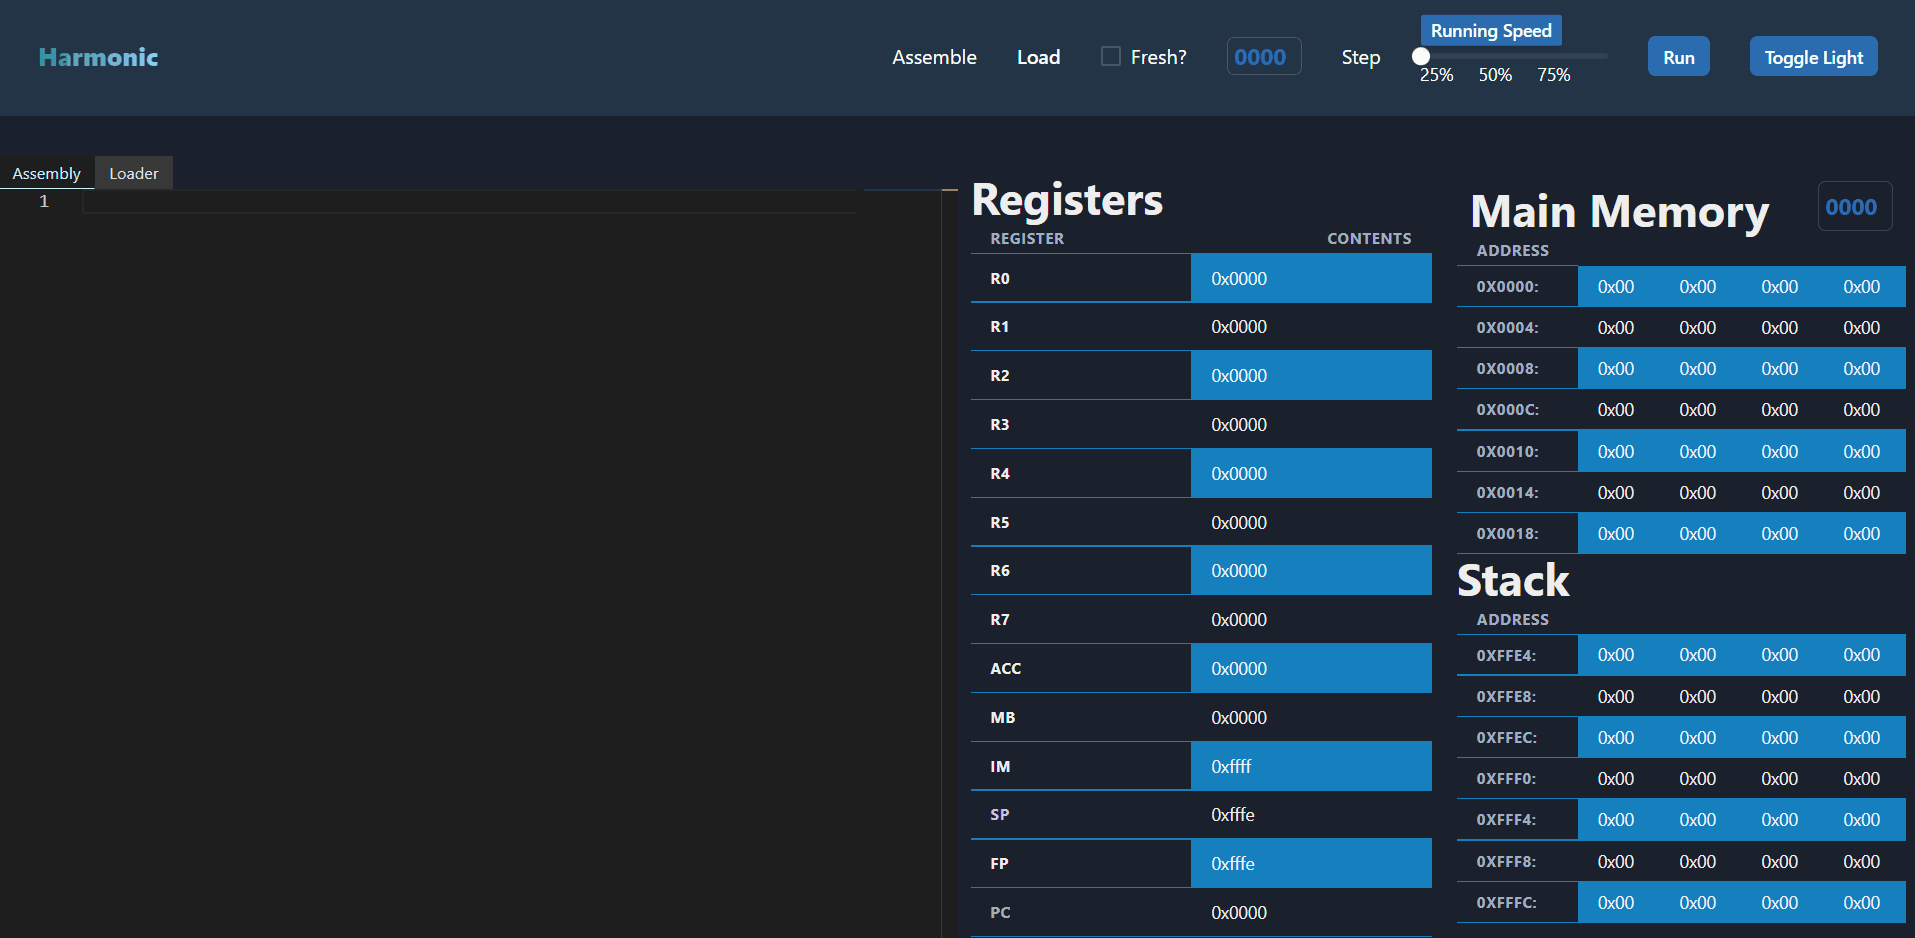 Harmonic
Assemble Load Fresh? 0000 Step Running Speed 25% 50% 75% Run Toggle Light
Assembly Loader
1
Registers
REGISTER CONTENTS
R0 0x0000
R1 0x0000
R2 0x0000
R3 0x0000
R4 0x0000
R5 0x0000
R6 0x0000
R7 0x0000
ACC 0x0000
MB 0x0000
IM 0xffff
SP 0xfffe
FP 0xfffe
PC 0x0000
Main Memory 0000
ADDRESS
0X0000: 0x00 0x00 0x00 0x00
0X0004: 0x00 0x00 0x00 0x00
0X0008: 0x00 0x00 0x00 0x00
0X000C: 0x00 0x00 0x00 0x00
0X0010: 0x00 0x00 0x00 0x00
0X0014: 0x00 0x00 0x00 0x00
0X0018: 0x00 0x00 0x00 0x00
Stack
ADDRESS
0XFFE4: 0x00 0x00 0x00 0x00
0XFFE8: 0x00 0x00 0x00 0x00
0XFFEC: 0x00 0x00 0x00 0x00
0XFFF0: 0x00 0x00 0x00 0x00
0XFFF4: 0x00 0x00 0x00 0x00
0XFFF8: 0x00 0x00 0x00 0x00
0XFFFC: 0x00 0x00 0x00 0x00